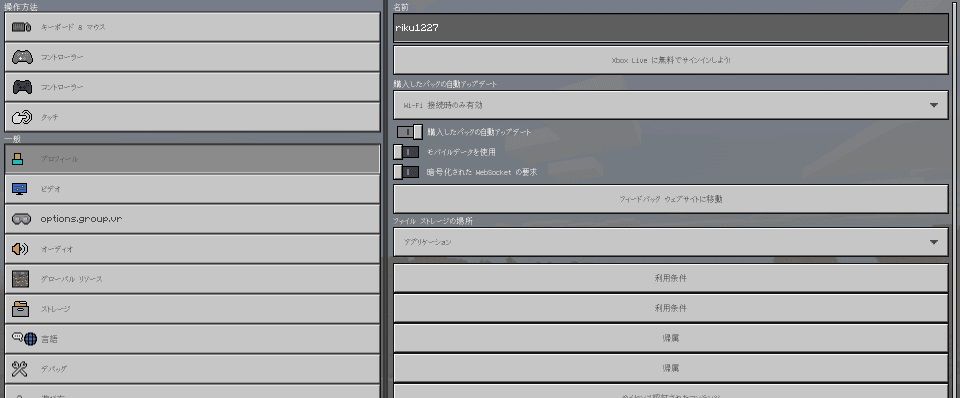 操作方法
キーボード & マウス
コントローラー
コントローラー
タッチ
一般
プロフィール
ビデオ
options.group.vr
オーディオ
グローバル リソース
ストレージ
言語
デバッグ
名前
riku1227
Xbox Live に無料でサインインしよう!
購入したパックの自動アップデート
Wi-Fi 接続時のみ有効
購入したパックの自動アップデート
モバイルデータを使用
暗号化された WebSocket の要求
フィードバック ウェブサイトに移動
ファイル ストレージの場所
アプリケーション
利用条件
利用条件
帰属
帰属